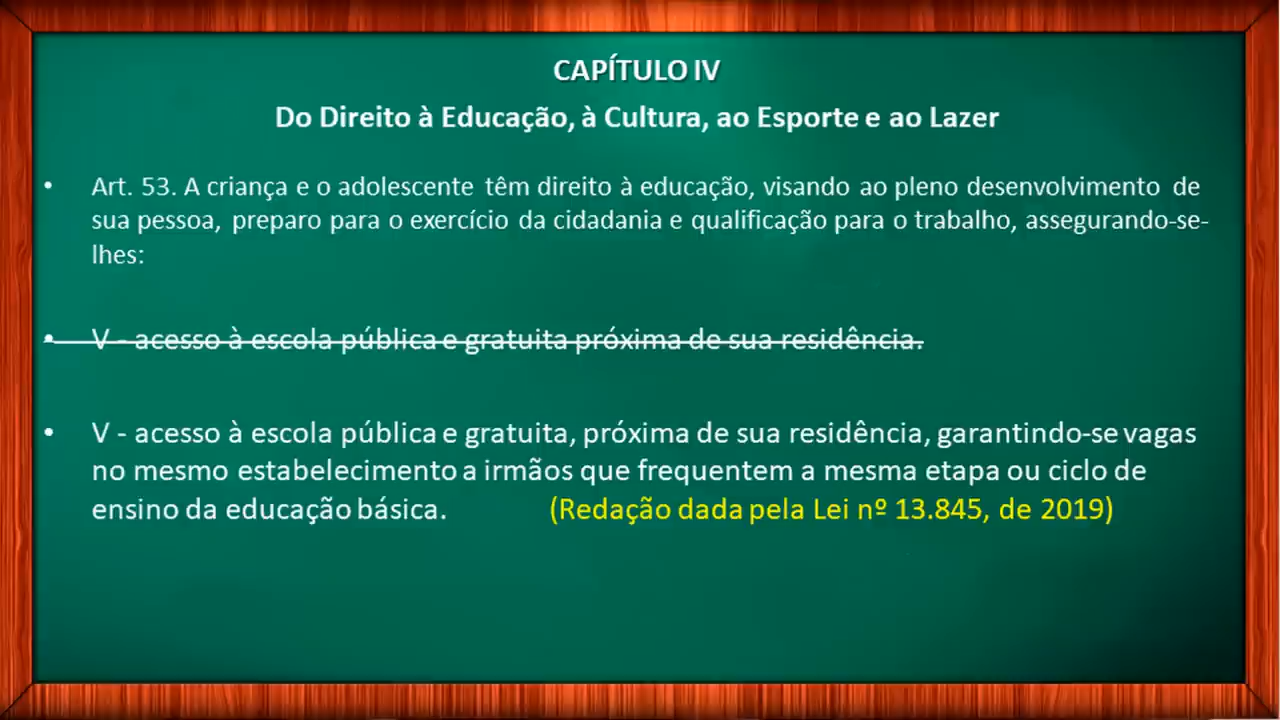 CAPÍTULO IV
Do Direito à Educação, à Cultura, ao Esporte e ao Lazer
• Art. 53. A criança e o adolescente têm direito à educação, visando ao pleno desenvolvimento de
sua pessoa, preparo para o exercício da cidadania e qualificação para o trabalho, assegurando-se-
lhes:
• V - acesso à escola pública e gratuita próxima de sua residência.
• V - acesso à escola pública e gratuita, próxima de sua residência, garantindo-se vagas
no mesmo estabelecimento a irmãos que frequentem a mesma etapa ou ciclo de
ensino da educação básica. (Redação dada pela Lei nº 13.845, de 2019)